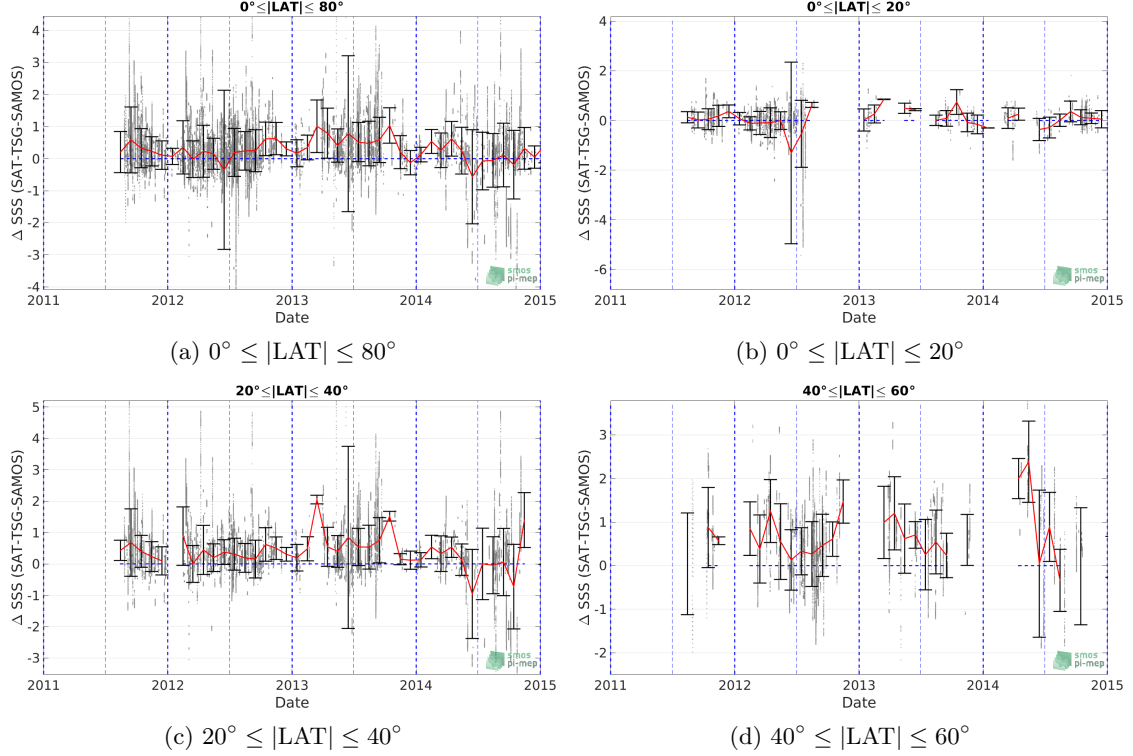 0°≤|LAT|≤ 80°
Δ SSS (SAT-TSG-SAMOS)
4
3
2
1
0
-1
-2
-3
-4
smos
pi-mep
2011 2012 2013 2014 2015
Date
(a) 0° ≤ |LAT| ≤ 80°
0°≤|LAT|≤ 20°
Δ SSS (SAT-TSG-SAMOS)
4
2
0
-2
-4
-6
smos
pi-mep
2011 2012 2013 2014 2015
Date
(b) 0° ≤ |LAT| ≤ 20°
20°≤|LAT|≤ 40°
Δ SSS (SAT-TSG-SAMOS)
5
4
3
2
1
0
-1
-2
-3
smos
pi-mep
2011 2012 2013 2014 2015
Date
(c) 20° ≤ |LAT| ≤ 40°
40°≤|LAT|≤ 60°
Δ SSS (SAT-TSG-SAMOS)
3
2
1
0
-1
-2
smos
pi-mep
2011 2012 2013 2014 2015
Date
(d) 40° ≤ |LAT| ≤ 60°